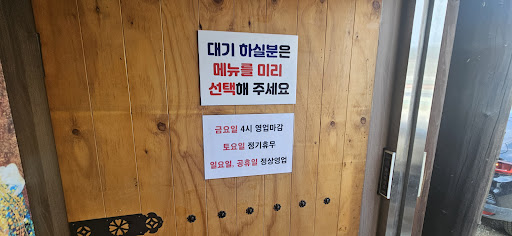 대기 하실분은
메뉴를 미리
선택해 주세요
금요일 4시 영업마감
토요일 정기휴무
일요일, 공휴일 정상영업